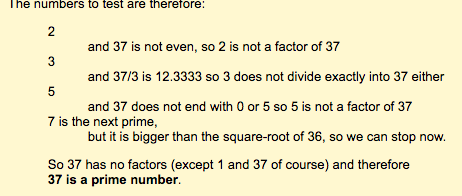 The numbers to test are therefore:
2
and 37 is not even, so 2 is not a factor of 37
3
and 37/3 is 12.3333 so 3 does not divide exactly into 37 either
5
and 37 does not end with 0 or 5 so 5 is not a factor of 37
7 is the next prime,
but it is bigger than the square-root of 36, so we can stop now.
So 37 has no factors (except 1 and 37 of course) and therefore
37 is a prime number.